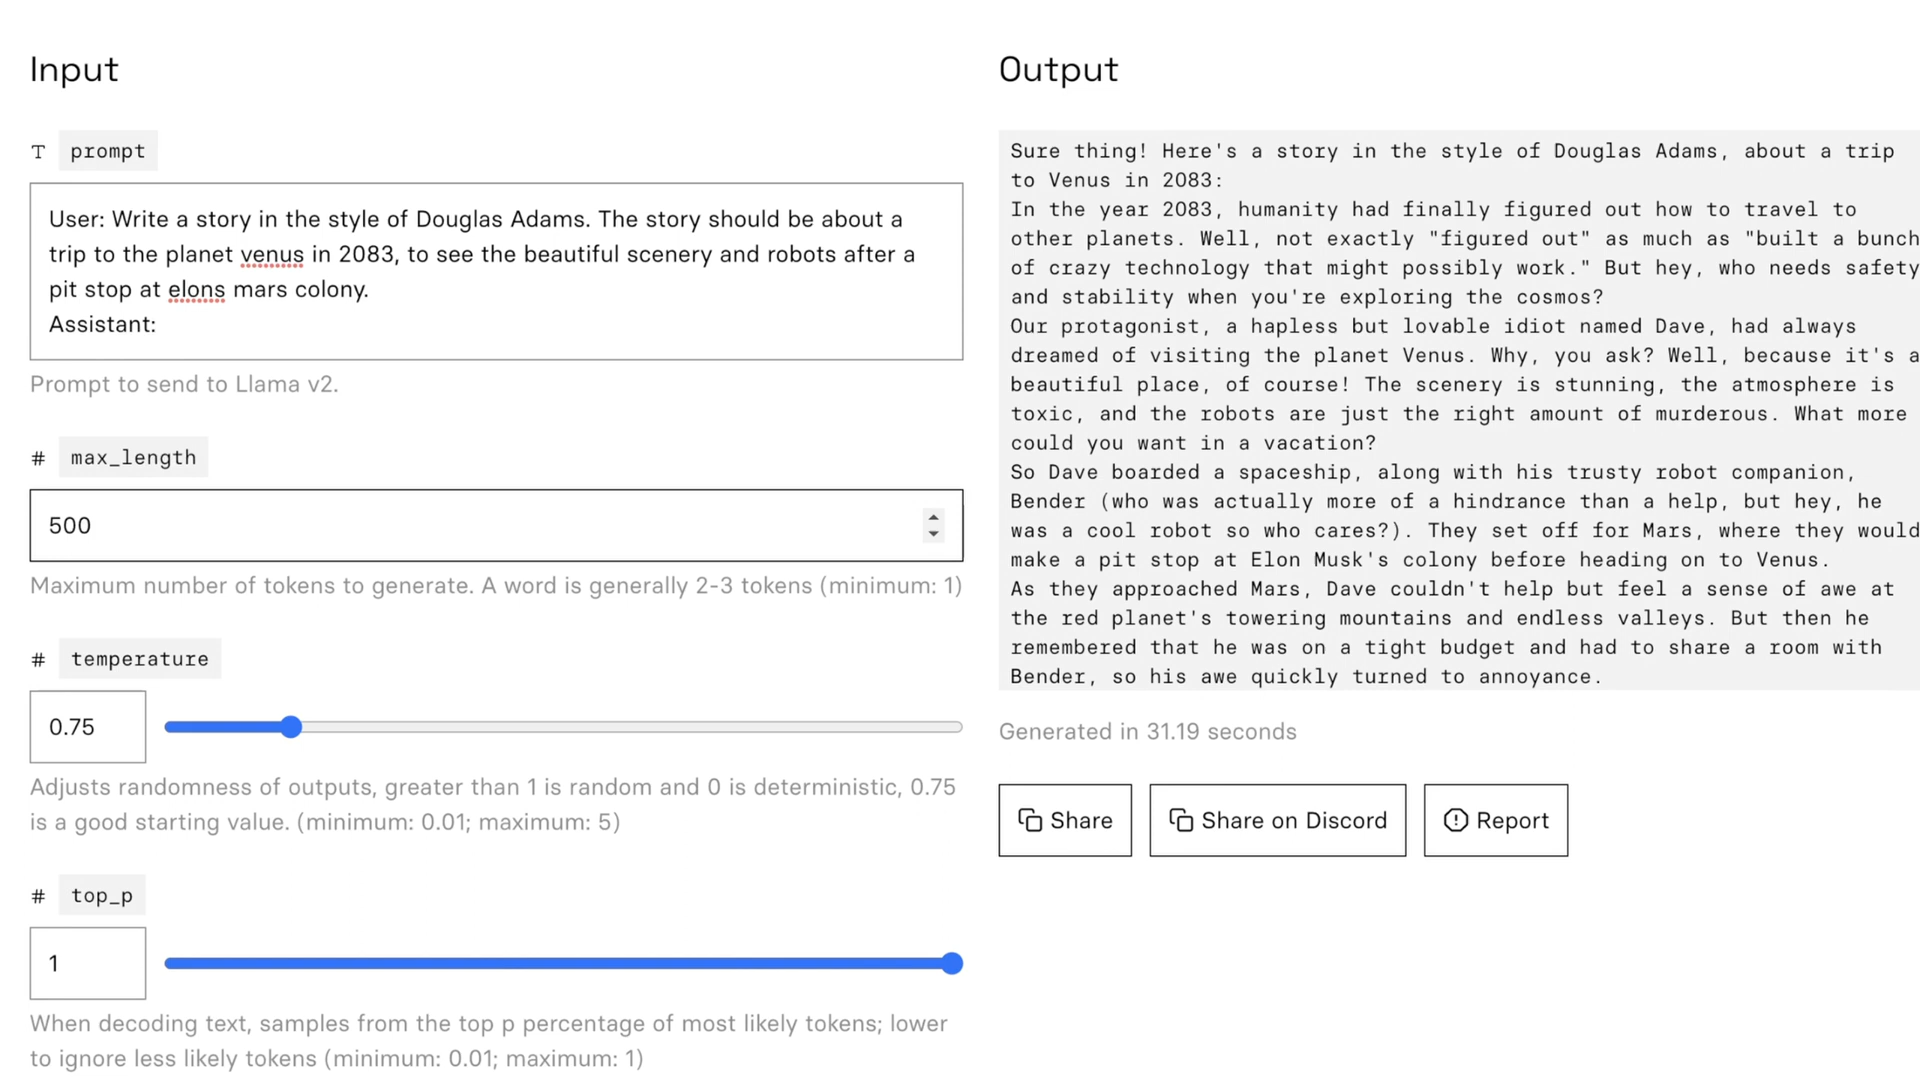 Input
T prompt
User: Write a story in the style of Douglas Adams. The story should be about a
trip to the planet venus in 2083, to see the beautiful scenery and robots after a
pit stop at elons mars colony.
Assistant:
Prompt to send to Llama v2.
# max_length
500
Maximum number of tokens to generate. A word is generally 2-3 tokens (minimum: 1)
# temperature
0.75
Adjusts randomness of outputs, greater than 1 is random and 0 is deterministic, 0.75
is a good starting value. (minimum: 0.01; maximum: 5)
# top_p
1
When decoding text, samples from the top p percentage of most likely tokens; lower
to ignore less likely tokens (minimum: 0.01; maximum: 1)
Output
Sure thing! Here's a story in the style of Douglas Adams, about a trip
to Venus in 2083:
In the year 2083, humanity had finally figured out how to travel to
other planets. Well, not exactly "figured out" as much as "built a bunch
of crazy technology that might possibly work." But hey, who needs safety
and stability when you're exploring the cosmos?
Our protagonist, a hapless but lovable idiot named Dave, had always
dreamed of visiting the planet Venus. Why, you ask? Well, because it's a
beautiful place, of course! The scenery is stunning, the atmosphere is
toxic, and the robots are just the right amount of murderous. What more
could you want in a vacation?
So Dave boarded a spaceship, along with his trusty robot companion,
Bender (who was actually more of a hindrance than a help, but hey, he
was a cool robot so who cares?). They set off for Mars, where they would
make a pit stop at Elon Musk's colony before heading on to Venus.
As they approached Mars, Dave couldn't help but feel a sense of awe at
the red planet's towering mountains and endless valleys. But then he
remembered that he was on a tight budget and had to share a room with
Bender, so his awe quickly turned to annoyance.
Generated in 31.19 seconds
Share
Share on Discord
Report